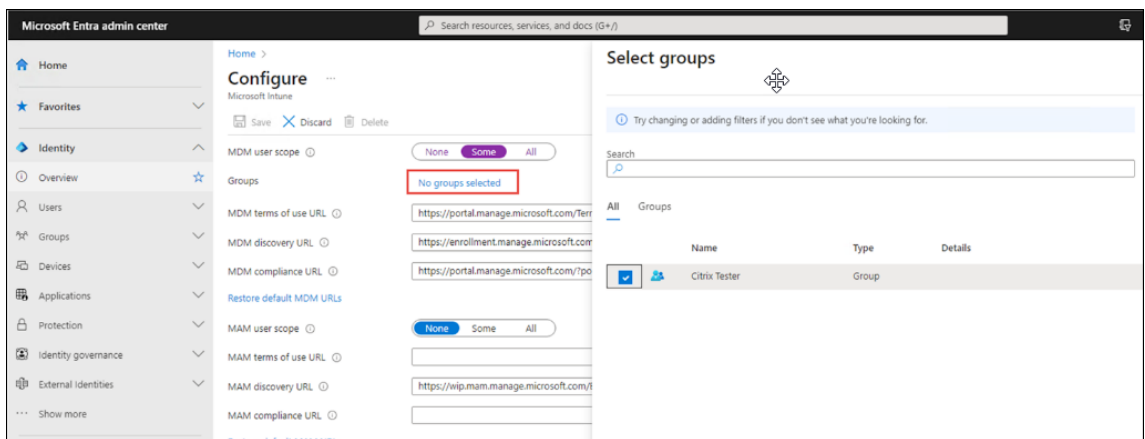 Microsoft Entra admin center
Search resources, services, and docs (G+/)
Home
Favorites
Identity
Overview
Users
Groups
Devices
Applications
Protection
Identity governance
External Identities
Show more
Home >
Configure ...
Microsoft Intune
Save Discard Delete
MDM user scope None Some All
Groups No groups selected
MDM terms of use URL https://portal.manage.microsoft.com/Terr
MDM discovery URL https://enrollment.manage.microsoft.com
MDM compliance URL https://portal.manage.microsoft.com/?po
Restore default MDM URLs
MAM user scope None Some All
MAM terms of use URL
MAM discovery URL https://wip.mam.manage.microsoft.com/E
MAM compliance URL
Select groups
Try changing or adding filters if you don't see what you're looking for.
Search
All Groups
Name Type Details
Citrix Tester Group